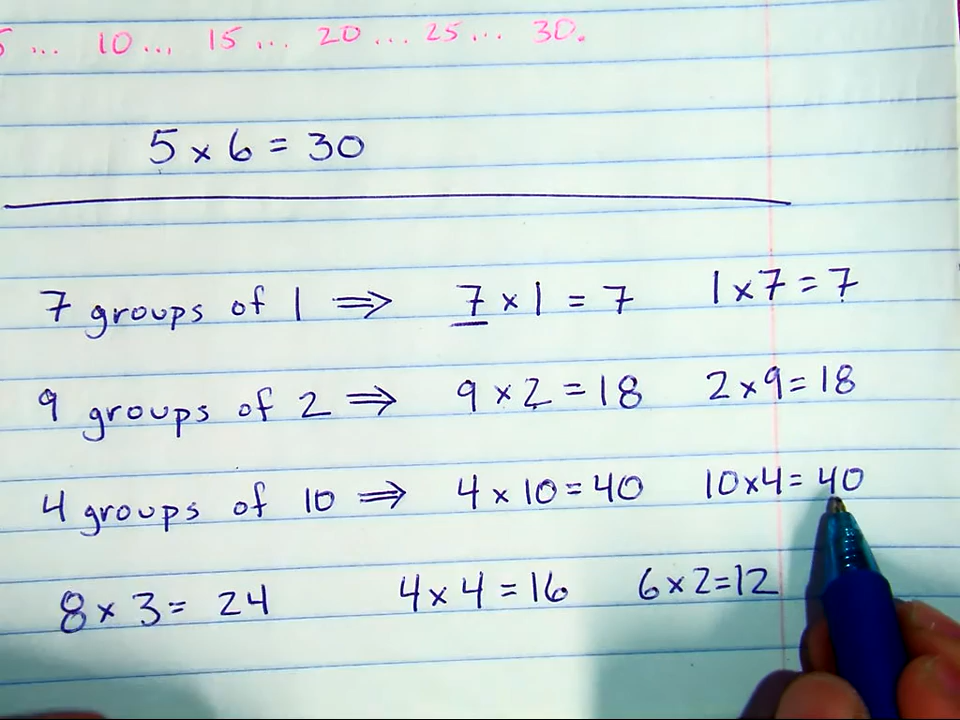 5 ... 10 ... 15 ... 20 ... 25 ... 30.
5 x 6 = 30
7 groups of 1 ⇒ 7 x 1 = 7 1 x 7 = 7
9 groups of 2 ⇒ 9 x 2 = 18 2 x 9 = 18
4 groups of 10 ⇒ 4 x 10 = 40 10 x 4 = 40
8 x 3 = 24 4 x 4 = 16 6 x 2 = 12